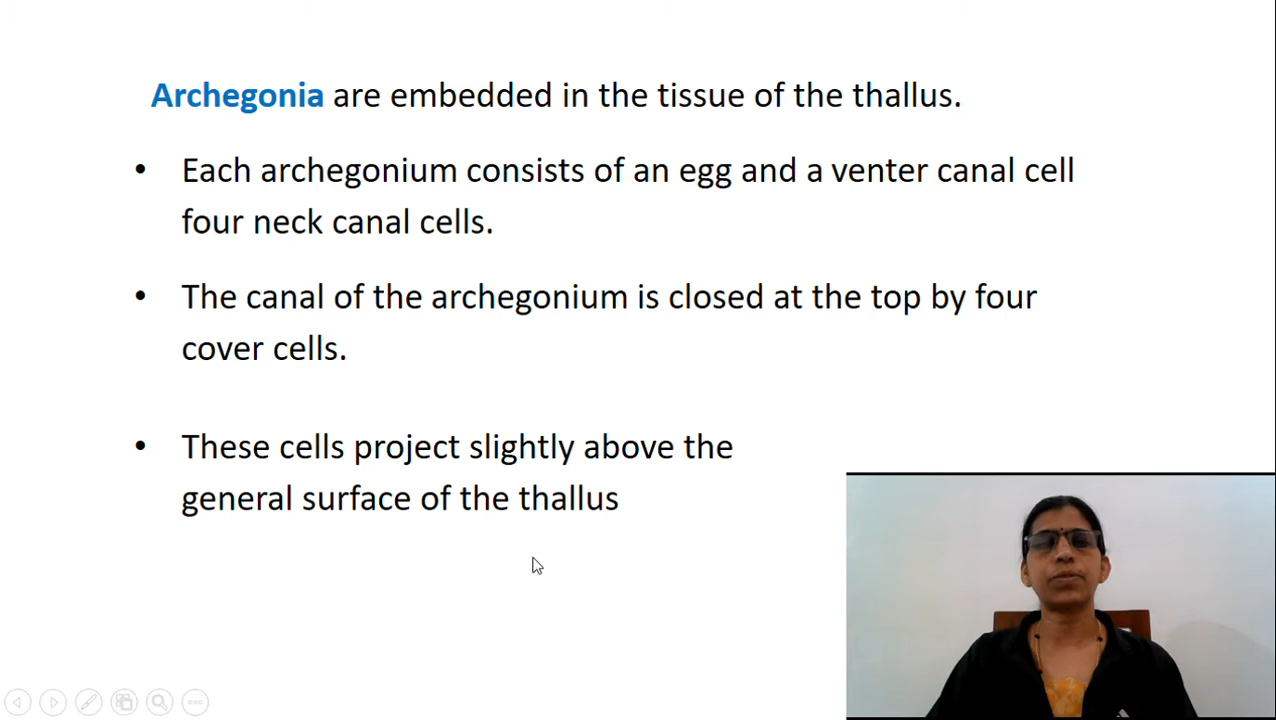 Archegonia are embedded in the tissue of the thallus.
• Each archegonium consists of an egg and a venter canal cell
four neck canal cells.
• The canal of the archegonium is closed at the top by four
cover cells.
• These cells project slightly above the
general surface of the thallus